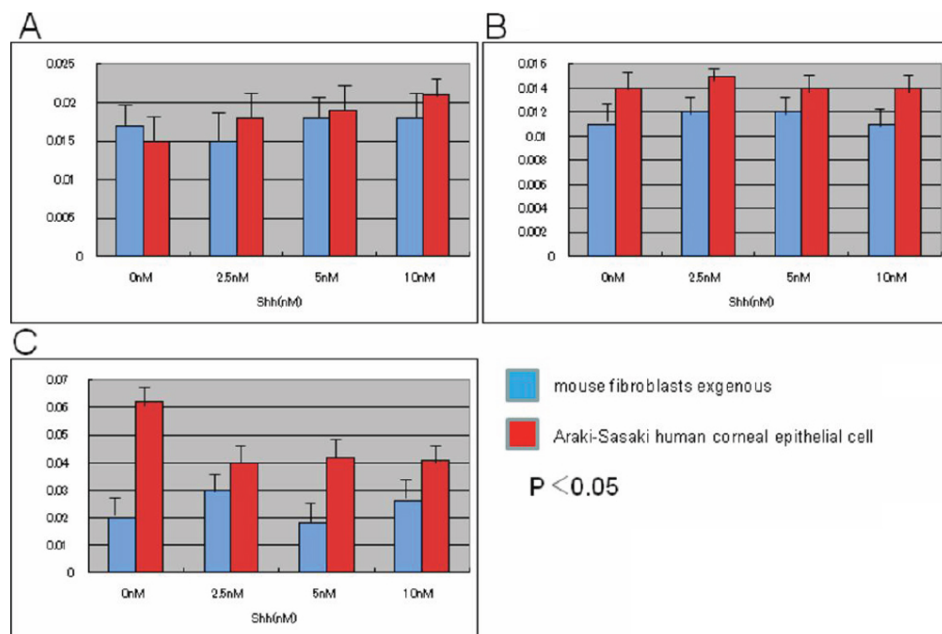 A
0.025
0.02
0.015
0.01
0.005
0
0nM 2.5nM 5nM 10nM
Shh(nM)
B
0.016
0.014
0.012
0.01
0.008
0.006
0.004
0.002
0
0nM 2.5nM 5nM 10nM
Shh(nM)
C
0.07
0.06
0.05
0.04
0.03
0.02
0.01
0
0nM 2.5nM 5nM 10nM
Shh(nM)
mouse fibroblasts exgenous
Araki-Sasaki human corneal epithelial cell
P <0.05